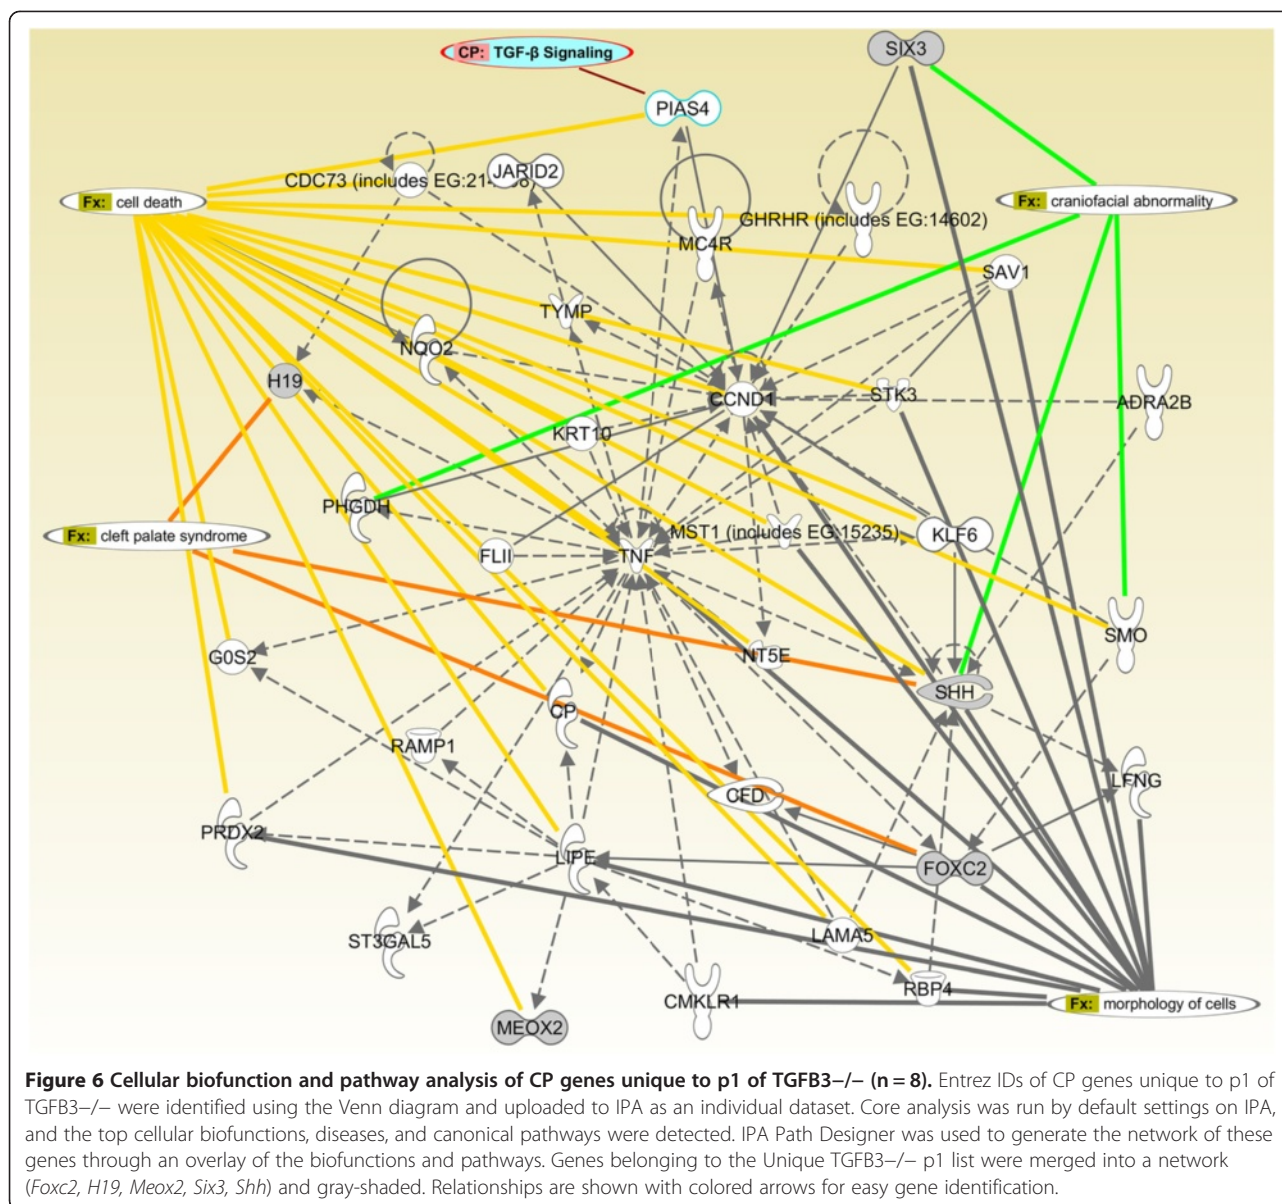 CP: TGF-β Signaling
SIX3
PIAS4
JARID2
CDC73 (includes EG:214
Fx: cell death
Fx: craniofacial abnormality
GHRHR (includes EG:14602)
MC4R
SAV1
TYMP
NQO2
H19
CCND1
STK3
ADRA2B
KRT10
PHGDH
Fx: cleft palate syndrome
FLII
TNF
MST1 (includes EG:15235)
KLF6
SMO
G0S2
NT5E
SHH
CP
RAMP1
LFNG
CFD
PRDX2
LIPE
FOXC2
ST3GAL5
LAMA5
RBP4
CMKLR1
Fx: morphology of cells
MEOX2
Figure 6 Cellular biofunction and pathway analysis of CP genes unique to p1 of TGFB3−/− (n = 8). Entrez IDs of CP genes unique to p1 of
TGFB3−/− were identified using the Venn diagram and uploaded to IPA as an individual dataset. Core analysis was run by default settings on IPA,
and the top cellular biofunctions, diseases, and canonical pathways were detected. IPA Path Designer was used to generate the network of these
genes through an overlay of the biofunctions and pathways. Genes belonging to the Unique TGFB3−/− p1 list were merged into a network
(Foxc2, H19, Meox2, Six3, Shh) and gray-shaded. Relationships are shown with colored arrows for easy gene identification.